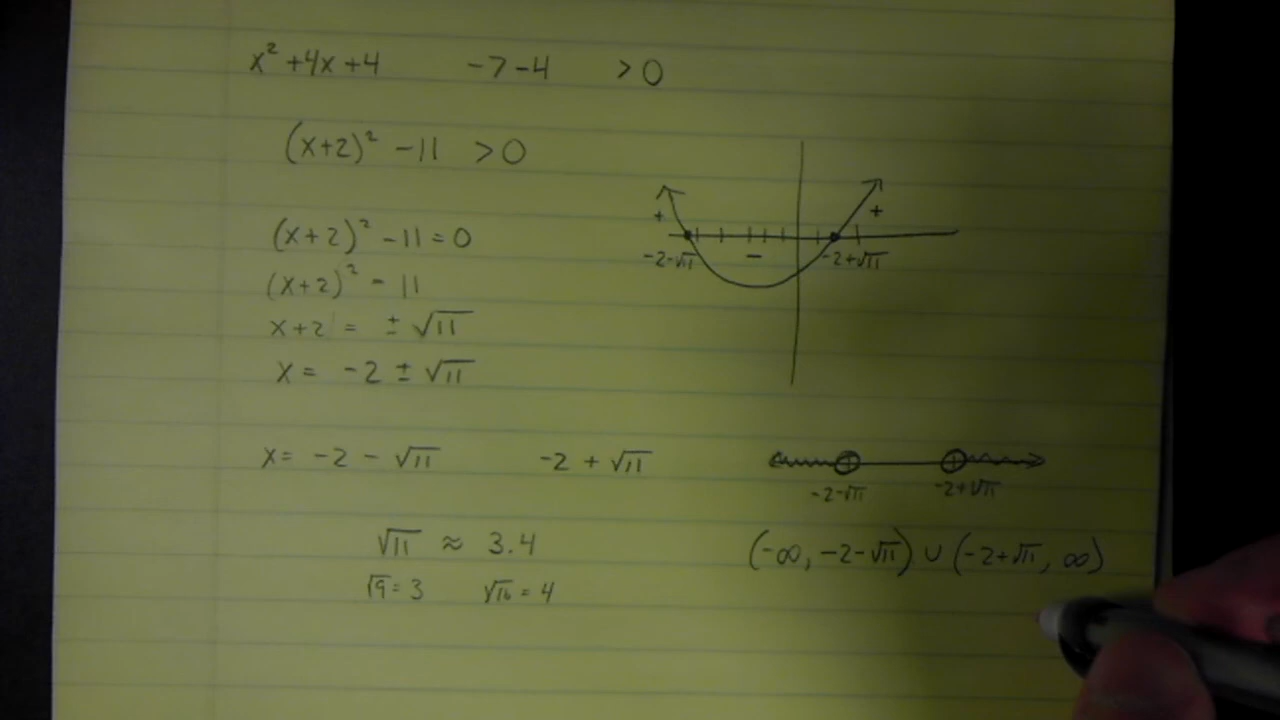 x² +4x +4 -7-4 >0
(x+2)² -11 >0
(x+2)² -11 = 0
(x+2)² - 11
x+2 = ± √11
x = -2 ± √11
x= -2 - √11 -2 + √11
√11 ≈ 3.4
√9 = 3 √16 = 4
+ +
-2-√11 - -2+√11
-2-√11 -2+√11
(-∞, -2-√11) ∪ (-2+√11, ∞)